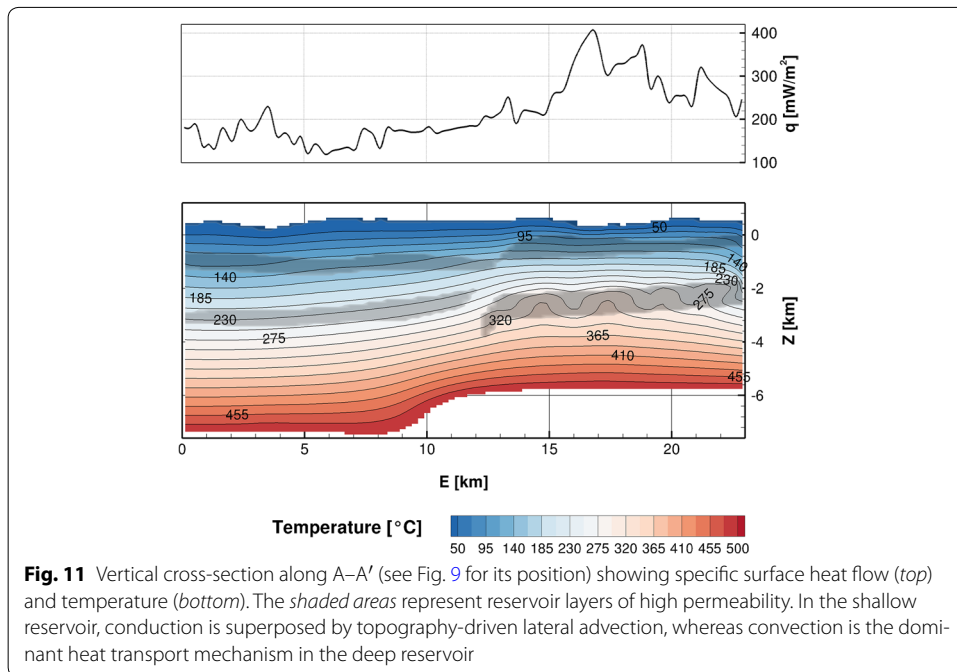 400
300
200
100
q [mW/m²]
50
95
140
185
230
275
140
185
230
275
320
365
410
455
455
0
-2
-4
-6
Z [km]
0 5 10 15 20
E [km]
Temperature [°C]
50 95 140 185 230 275 320 365 410 455 500
Fig. 11 Vertical cross-section along A–A′ (see Fig. 9 for its position) showing specific surface heat flow (top)
and temperature (bottom). The shaded areas represent reservoir layers of high permeability. In the shallow
reservoir, conduction is superposed by topography-driven lateral advection, whereas convection is the domi-
nant heat transport mechanism in the deep reservoir